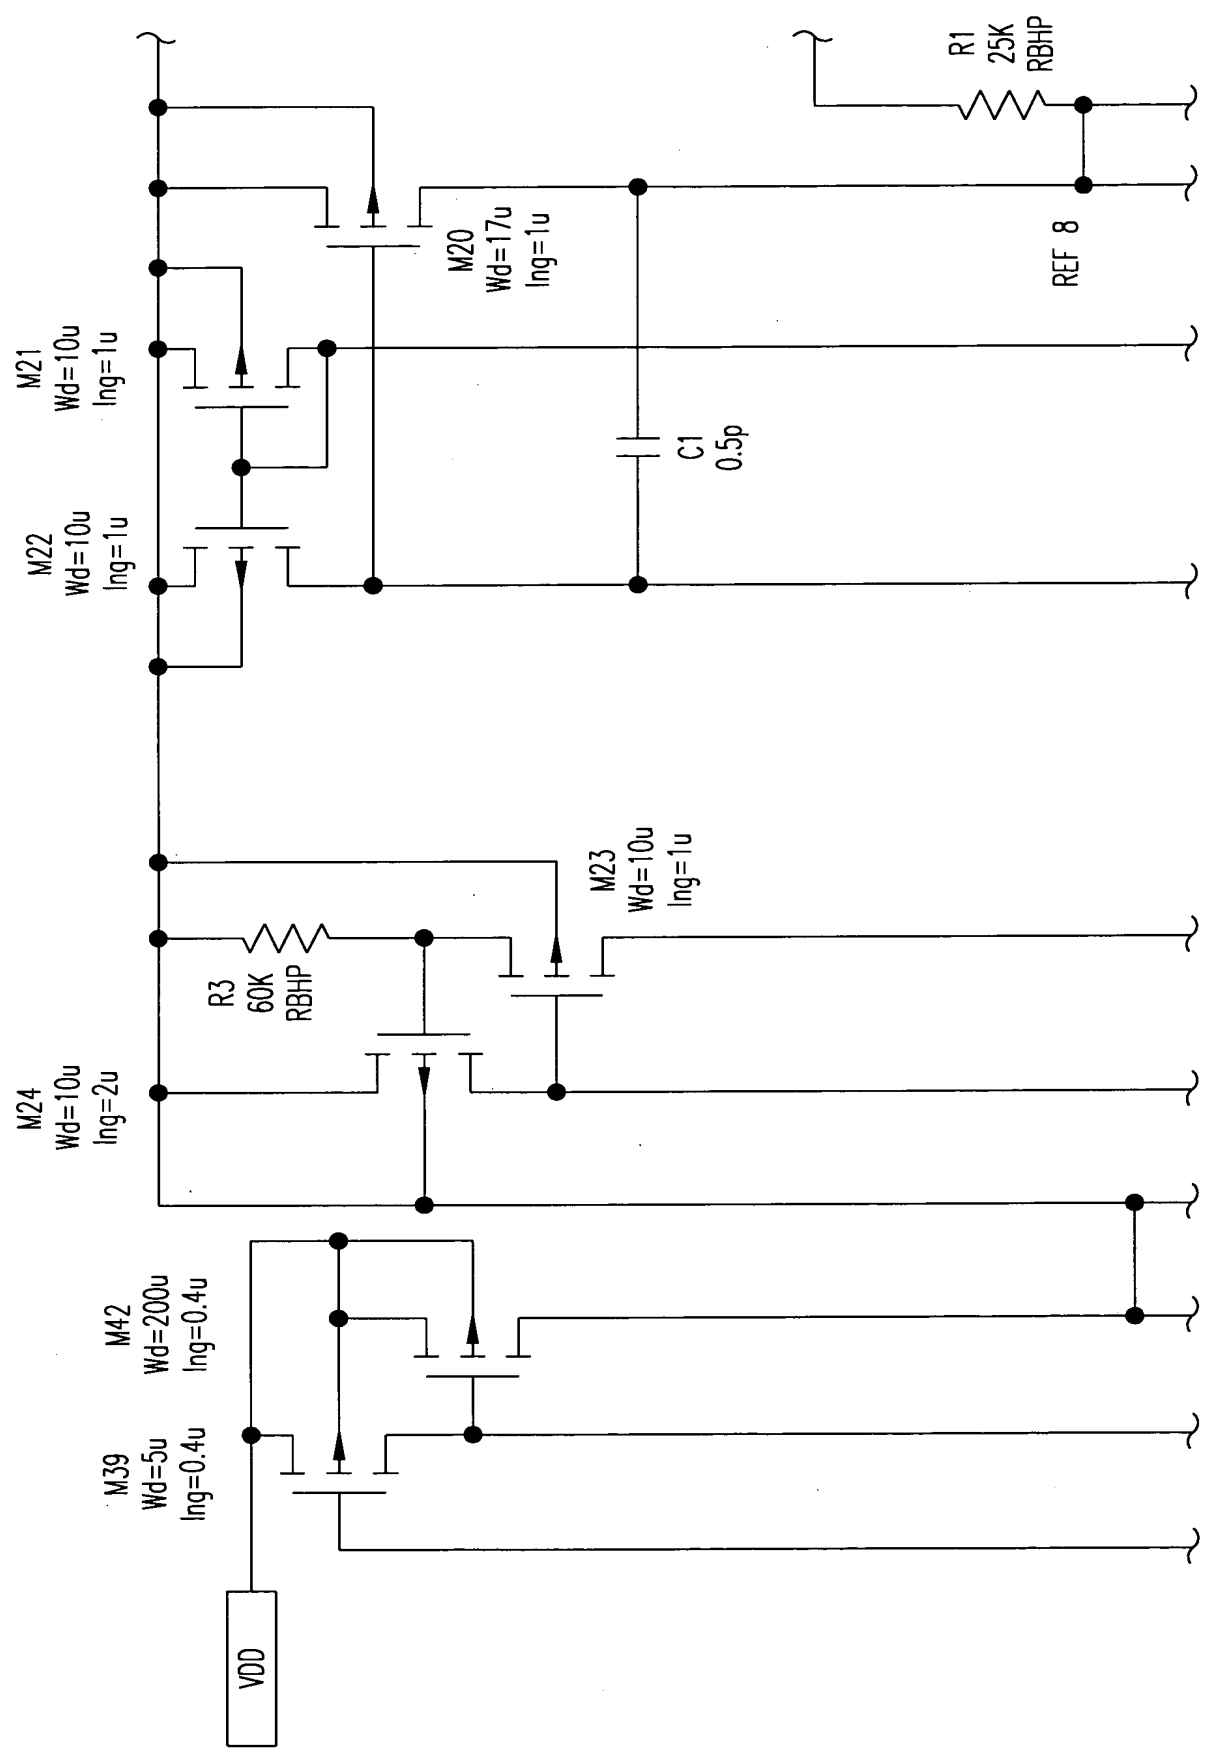 VDD
M39
Wd=5u
lng=0.4u
M42
Wd=200u
lng=0.4u
M24
Wd=10u
lng=2u
R3
60K
RBHP
M23
Wd=10u
lng=1u
M22
Wd=10u
lng=1u
M21
Wd=10u
lng=1u
M20
Wd=17u
lng=1u
C1
0.5p
REF 8
R1
25K
RBHP